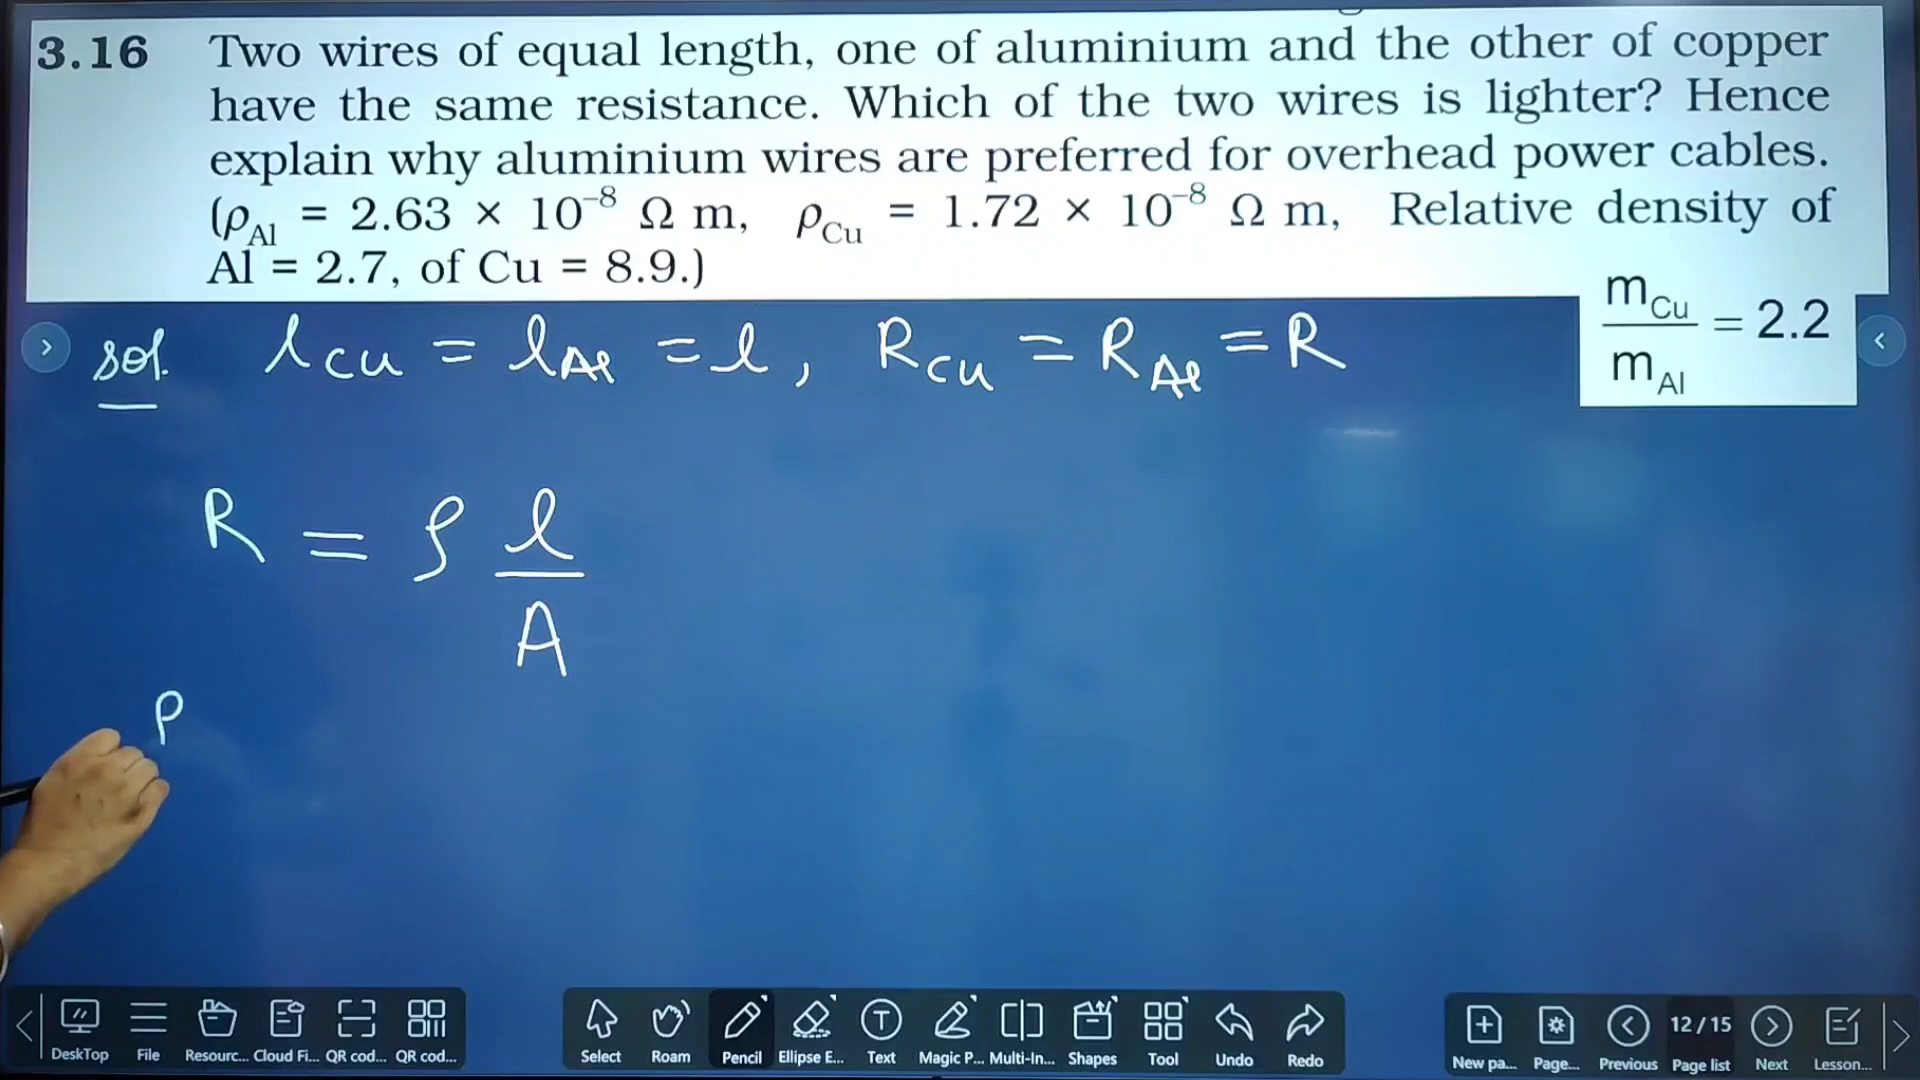 3.16 Two wires of equal length, one of aluminium and the other of copper
have the same resistance. Which of the two wires is lighter? Hence
explain why aluminium wires are preferred for overhead power cables.
(ρAl = 2.63 × 10⁻⁸ Ω m, ρCu = 1.72 × 10⁻⁸ Ω m, Relative density of
Al = 2.7, of Cu = 8.9.)
mCu
mAl = 2.2
sol. lCu = lAl = l, RCu = RAl = R
R = ρ l
A
ρ
DeskTop File Resourc... Cloud Fi... QR cod... QR cod... Select Roam Pencil Ellipse E... Text Magic P... Multi-In... Shapes Tool Undo Redo New pa... Page... Previous 12/15 Page list Next Lesson...